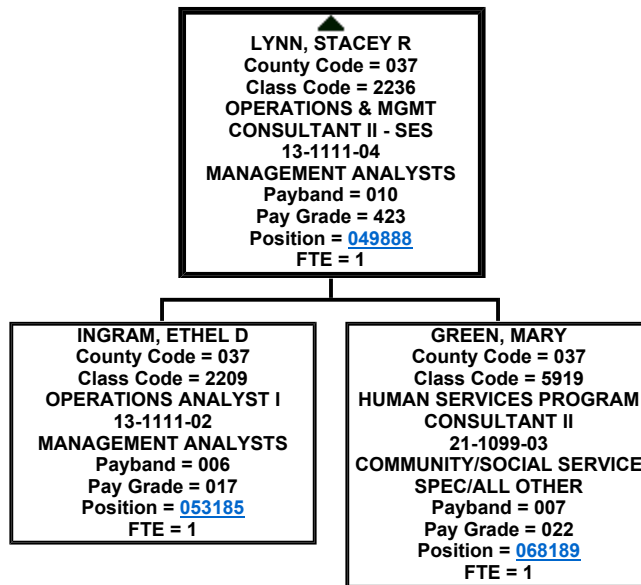 LYNN, STACEY R
County Code = 037
Class Code = 2236
OPERATIONS & MGMT
CONSULTANT II - SES
13-1111-04
MANAGEMENT ANALYSTS
Payband = 010
Pay Grade = 423
Position = 049888
FTE = 1
INGRAM, ETHEL D
County Code = 037
Class Code = 2209
OPERATIONS ANALYST I
13-1111-02
MANAGEMENT ANALYSTS
Payband = 006
Pay Grade = 017
Position = 053185
FTE = 1
GREEN, MARY
County Code = 037
Class Code = 5919
HUMAN SERVICES PROGRAM
CONSULTANT II
21-1099-03
COMMUNITY/SOCIAL SERVICE
SPEC/ALL OTHER
Payband = 007
Pay Grade = 022
Position = 068189
FTE = 1